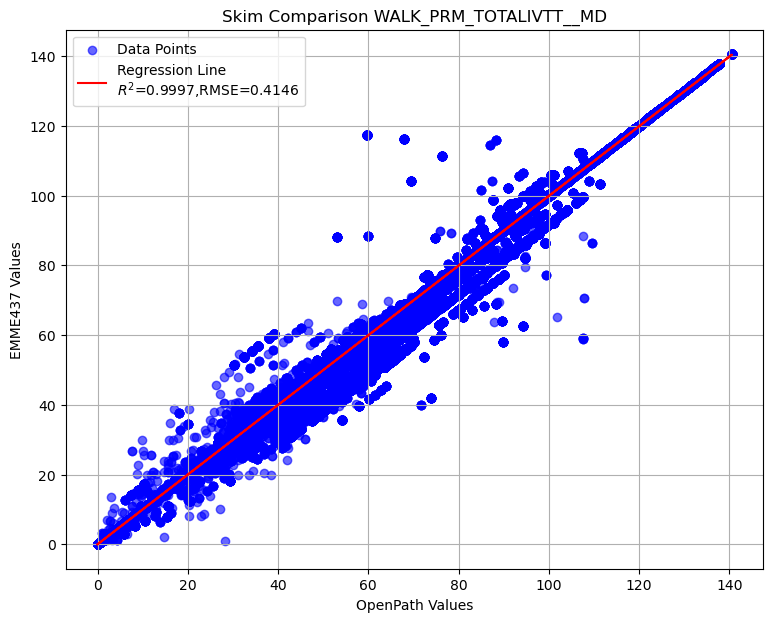 Skim Comparison WALK_PRM_TOTALIVTT__MD
Data Points
Regression Line
R²=0.9997,RMSE=0.4146
EMME437 Values
140
120
100
80
60
40
20
0
0 20 40 60 80 100 120 140
OpenPath Values